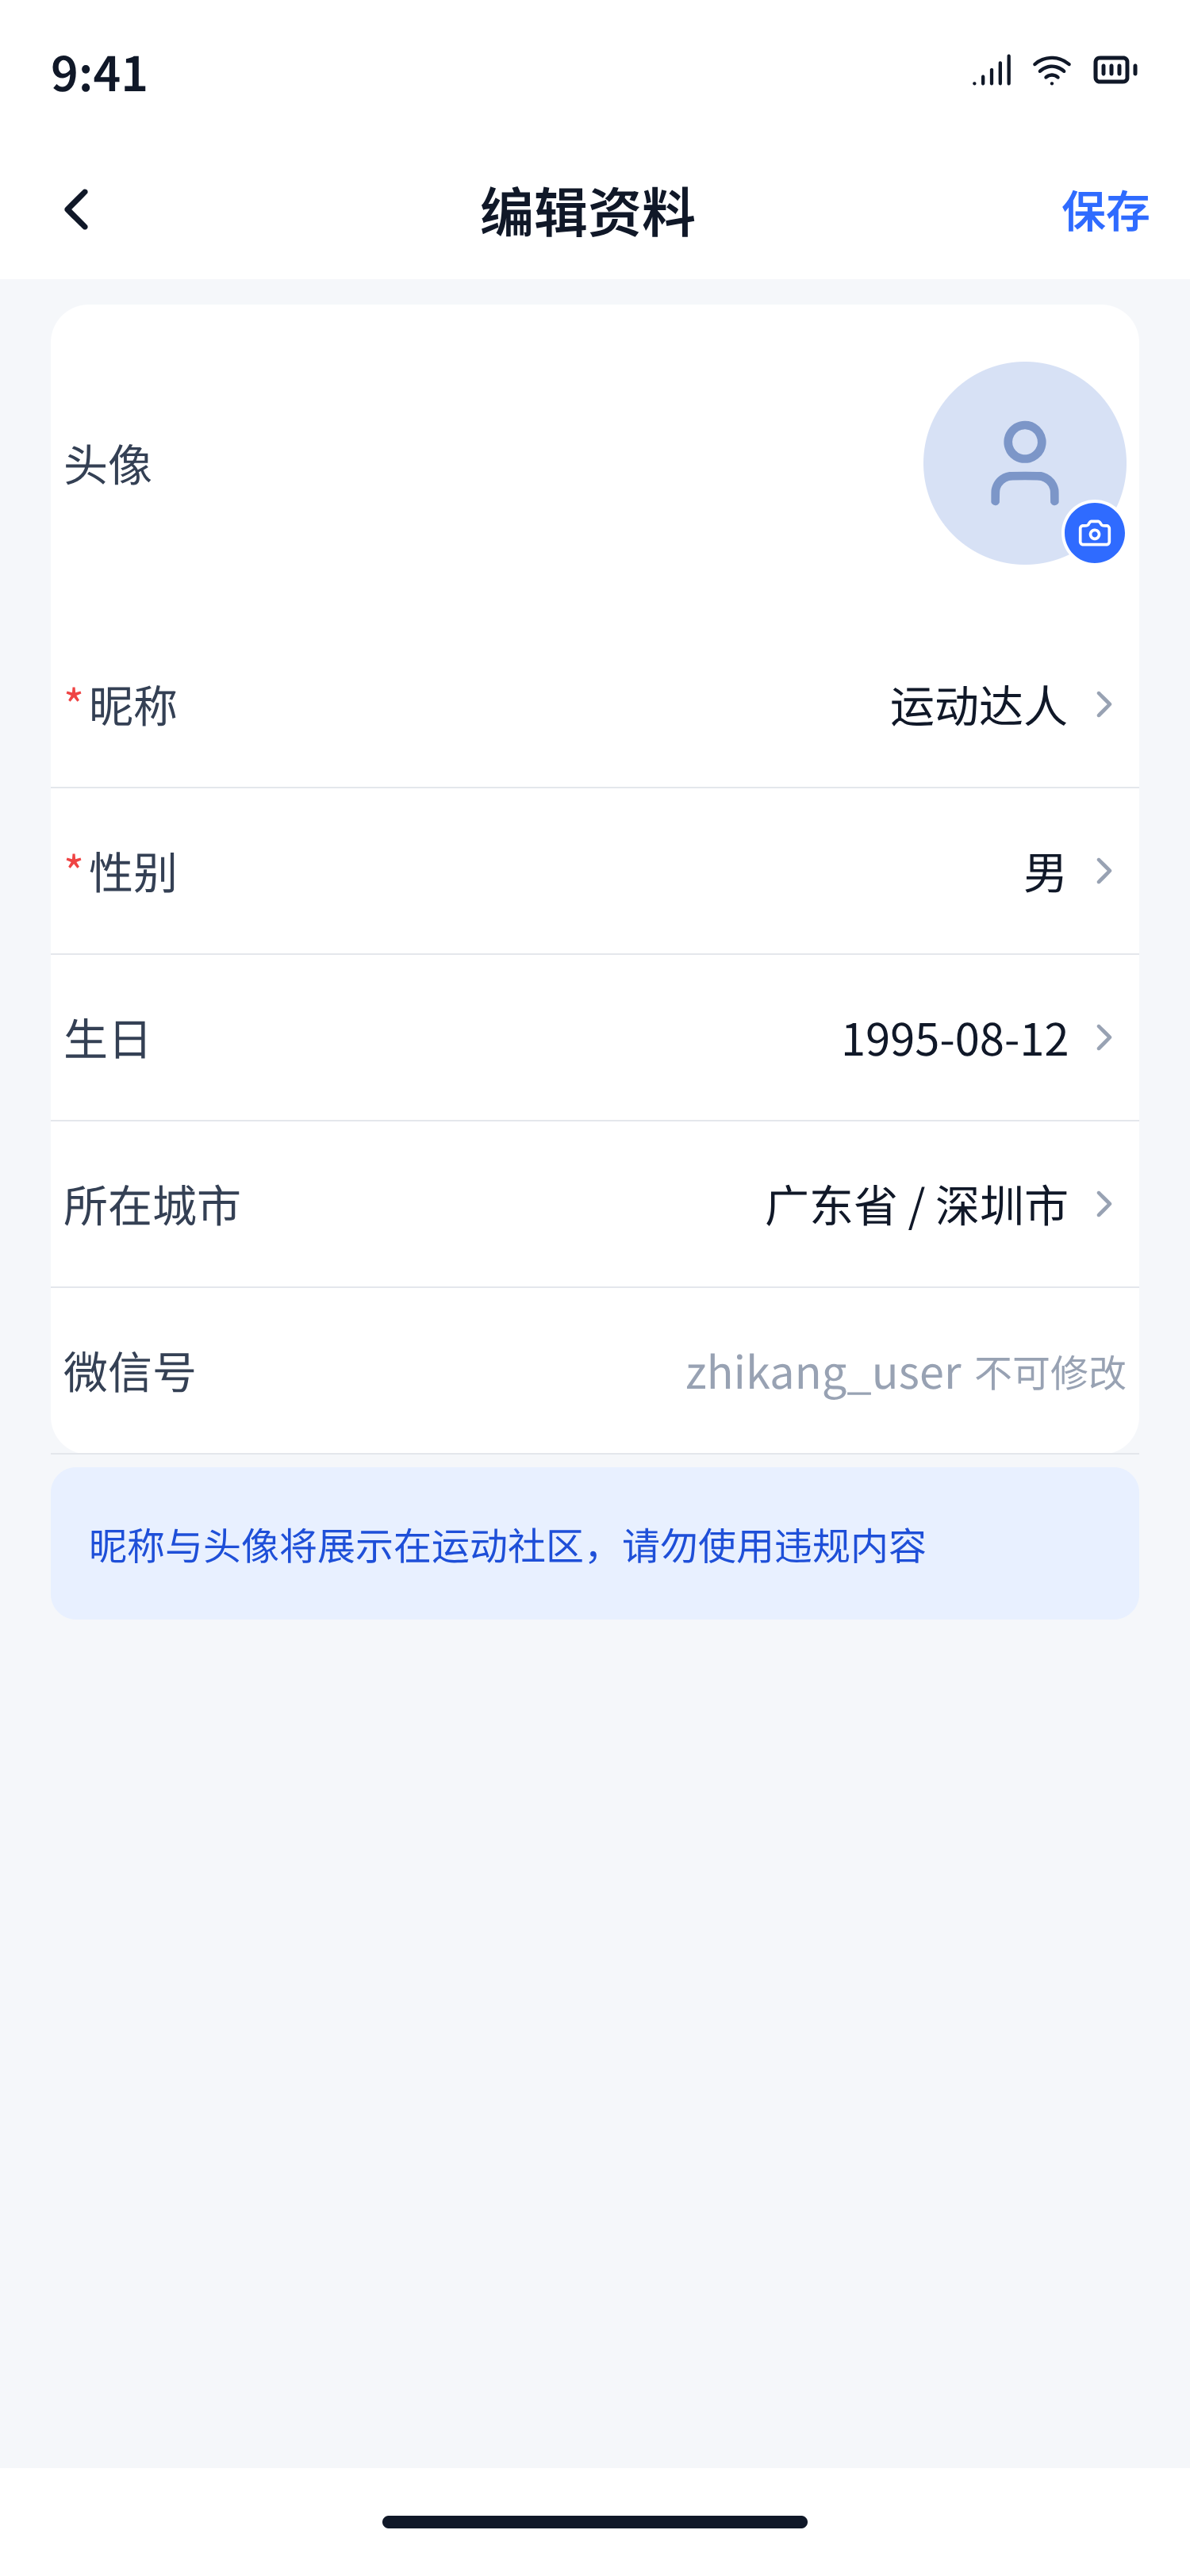 9:41
编辑资料
保存
头像
*昵称 运动达人
*性别 男
生日 1995-08-12
所在城市 广东省 / 深圳市
微信号 zhikang_user 不可修改
昵称与头像将展示在运动社区，请勿使用违规内容